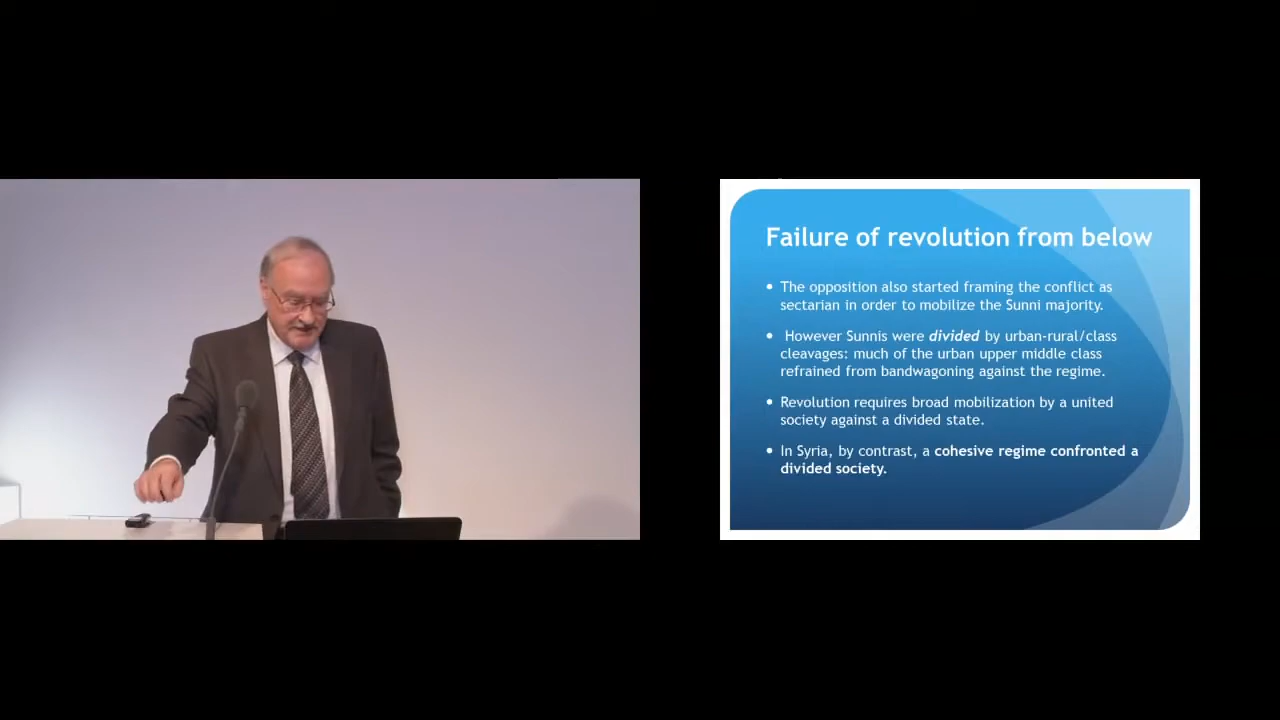 Failure of revolution from below
• The opposition also started framing the conflict as
sectarian in order to mobilize the Sunni majority.
• However Sunnis were divided by urban-rural/class
cleavages: much of the urban upper middle class
refrained from bandwagoning against the regime.
• Revolution requires broad mobilization by a united
society against a divided state.
• In Syria, by contrast, a cohesive regime confronted a
divided society.